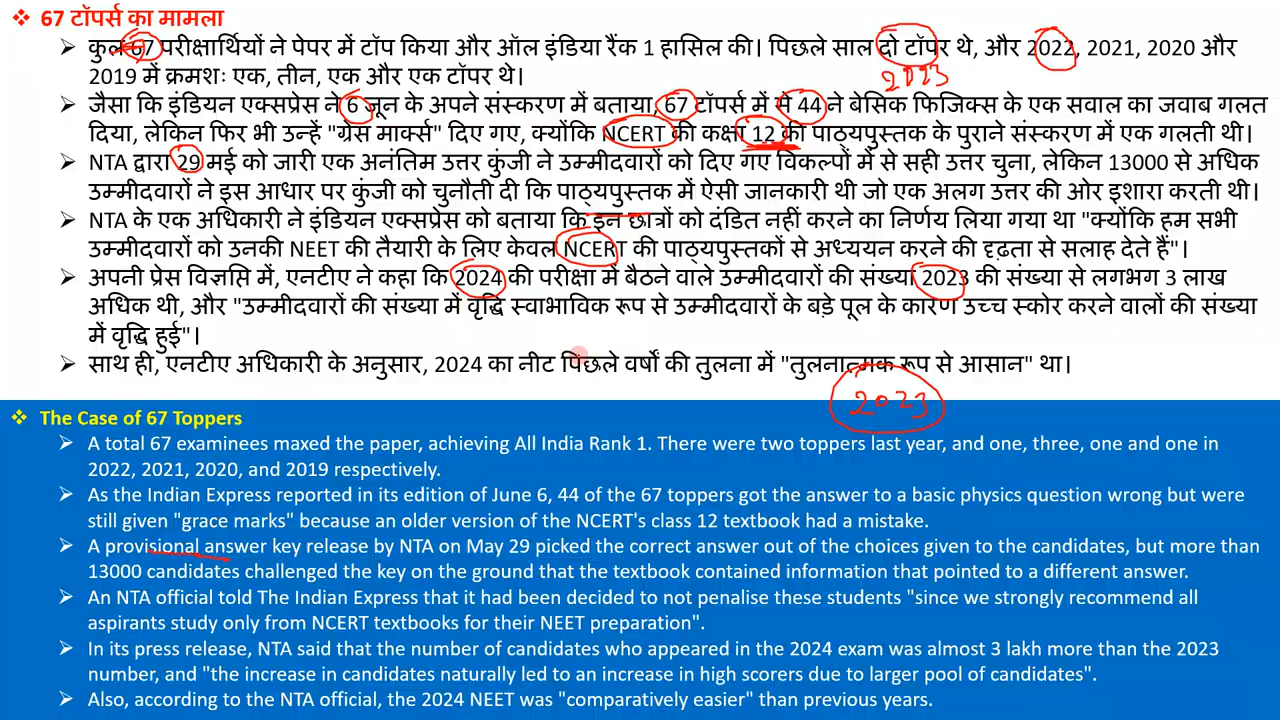 ❖ 67 टॉपर्स का मामला
➢ कुल 67 परीक्षार्थियों ने पेपर में टॉप किया और ऑल इंडिया रैंक 1 हासिल की। पिछले साल दो टॉपर थे, और 2022, 2021, 2020 और
2019 में क्रमशः एक, तीन, एक और एक टॉपर थे।
2023
➢ जैसा कि इंडियन एक्सप्रेस ने 6 जून के अपने संस्करण में बताया, 67 टॉपर्स में से 44 ने बेसिक फिजिक्स के एक सवाल का जवाब गलत
दिया, लेकिन फिर भी उन्हें "ग्रेस मार्क्स" दिए गए, क्योंकि NCERT की कक्षा 12 की पाठ्यपुस्तक के पुराने संस्करण में एक गलती थी।
➢ NTA द्वारा 29 मई को जारी एक अनंतिम उत्तर कुंजी ने उम्मीदवारों को दिए गए विकल्पों में से सही उत्तर चुना, लेकिन 13000 से अधिक
उम्मीदवारों ने इस आधार पर कुंजी को चुनौती दी कि पाठ्यपुस्तक में ऐसी जानकारी थी जो एक अलग उत्तर की ओर इशारा करती थी।
➢ NTA के एक अधिकारी ने इंडियन एक्सप्रेस को बताया कि इन छात्रों को दंडित नहीं करने का निर्णय लिया गया था "क्योंकि हम सभी
उम्मीदवारों को उनकी NEET की तैयारी के लिए केवल NCERT की पाठ्यपुस्तकों से अध्ययन करने की दृढ़ता से सलाह देते हैं"।
➢ अपनी प्रेस विज्ञप्ति में, एनटीए ने कहा कि 2024 की परीक्षा में बैठने वाले उम्मीदवारों की संख्या 2023 की संख्या से लगभग 3 लाख
अधिक थी, और "उम्मीदवारों की संख्या में वृद्धि स्वाभाविक रूप से उम्मीदवारों के बड़े पूल के कारण उच्च स्कोर करने वालों की संख्या
में वृद्धि हुई"।
➢ साथ ही, एनटीए अधिकारी के अनुसार, 2024 का नीट पिछले वर्षों की तुलना में "तुलनात्मक रूप से आसान" था।
2023
❖ The Case of 67 Toppers
➢ A total 67 examinees maxed the paper, achieving All India Rank 1. There were two toppers last year, and one, three, one and one in
2022, 2021, 2020, and 2019 respectively.
➢ As the Indian Express reported in its edition of June 6, 44 of the 67 toppers got the answer to a basic physics question wrong but were
still given "grace marks" because an older version of the NCERT's class 12 textbook had a mistake.
➢ A provisional answer key release by NTA on May 29 picked the correct answer out of the choices given to the candidates, but more than
13000 candidates challenged the key on the ground that the textbook contained information that pointed to a different answer.
➢ An NTA official told The Indian Express that it had been decided to not penalise these students "since we strongly recommend all
aspirants study only from NCERT textbooks for their NEET preparation".
➢ In its press release, NTA said that the number of candidates who appeared in the 2024 exam was almost 3 lakh more than the 2023
number, and "the increase in candidates naturally led to an increase in high scorers due to larger pool of candidates".
➢ Also, according to the NTA official, the 2024 NEET was "comparatively easier" than previous years.